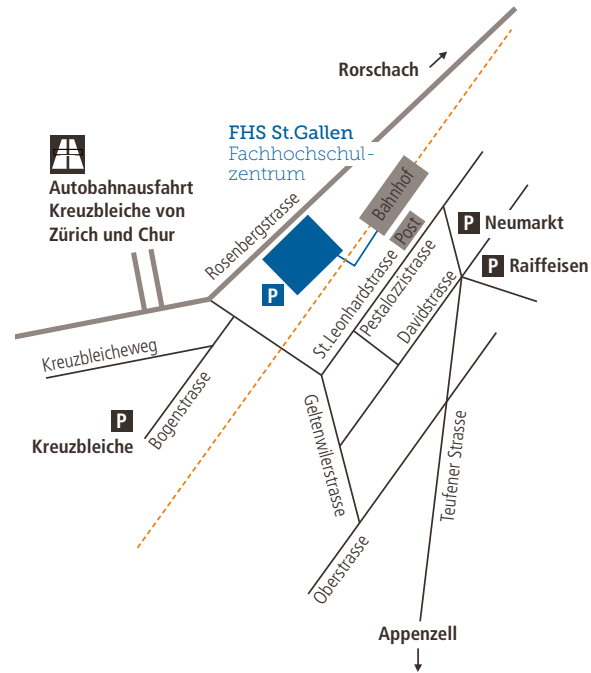 Rorschach
FHS St.Gallen
Fachhochschul-
zentrum
Autobahnausfahrt
Kreuzbleiche von
Zürich und Chur
Rosenbergstrasse
Bahnhof
Post
P Neumarkt
P Raiffeisen
P
St.Leonhardstrasse
Pestalozzistrasse
Davidstrasse
Kreuzbleicheweg
Bogenstrasse
P
Kreuzbleiche
Geltenwilerstrasse
Teufener Strasse
Oberstrasse
Appenzell